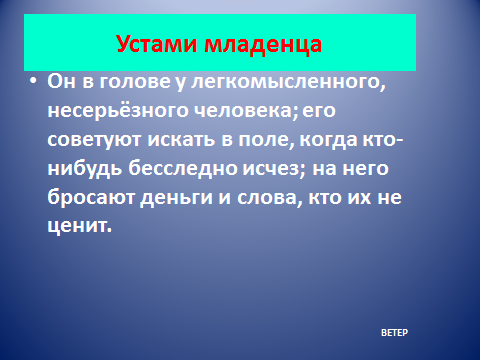 Устами младенца
• Он в голове у легкомысленного,
несерьёзного человека; его
советуют искать в поле, когда кто-
нибудь бесследно исчез; на него
бросают деньги и слова, кто их не
ценит.
ВЕТЕР